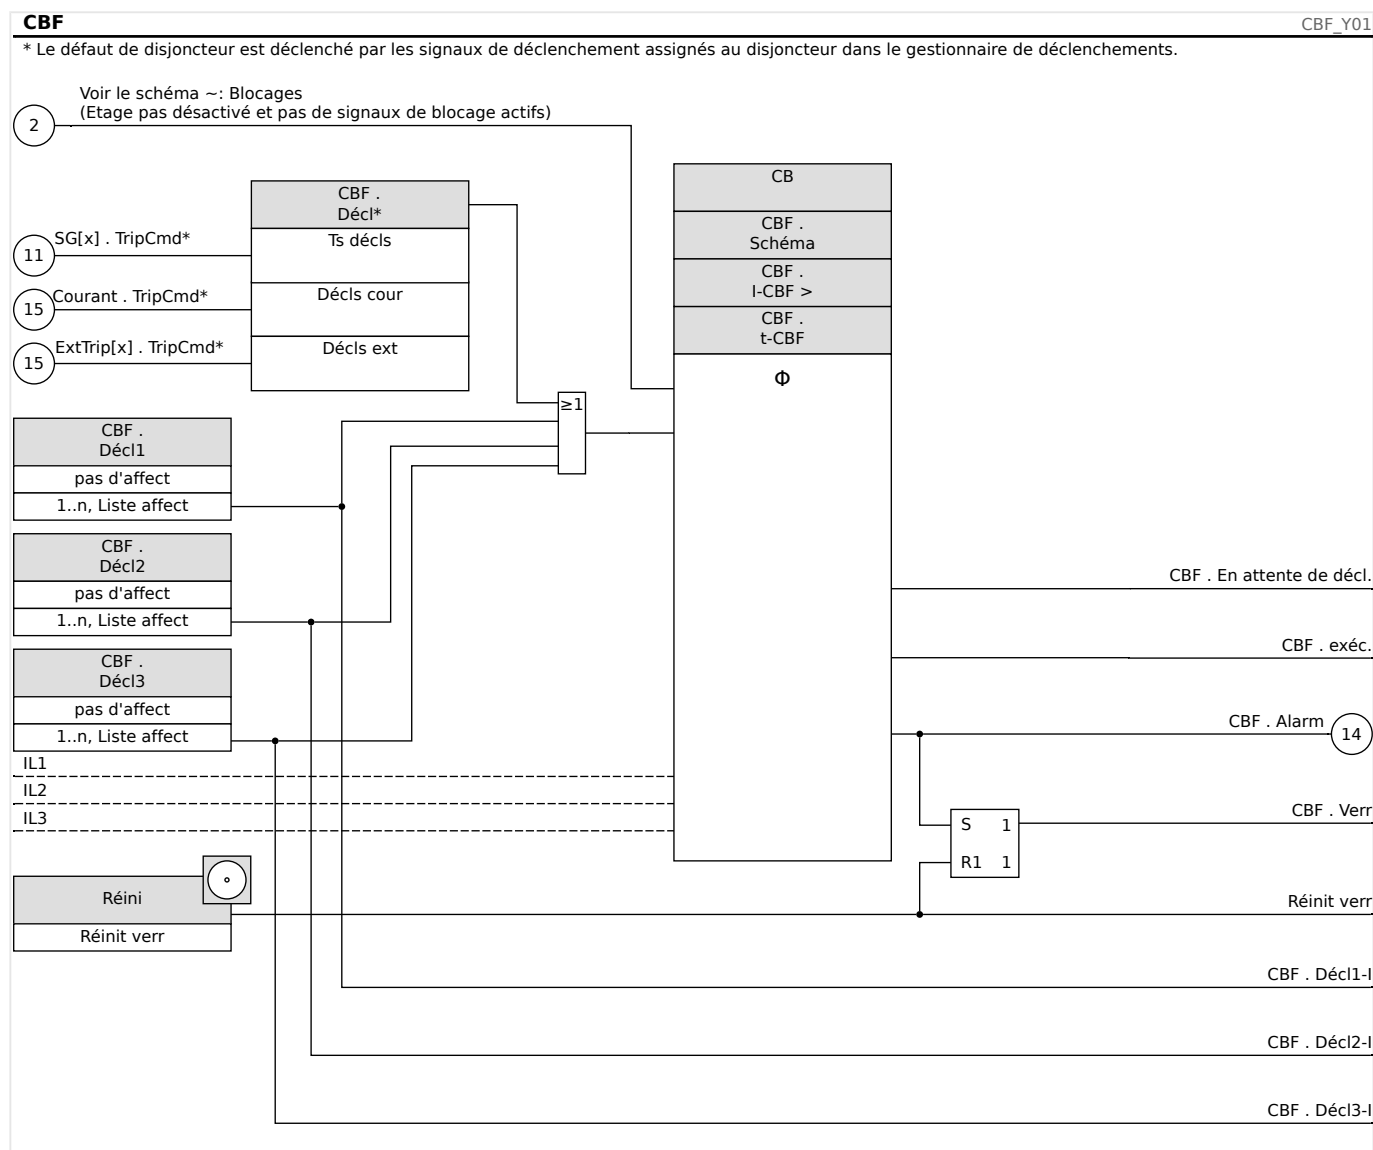 CBF
CBF_Y01
* Le défaut de disjoncteur est déclenché par les signaux de déclenchement assignés au disjoncteur dans le gestionnaire de déclenchements.
Voir le schéma ~: Blocages
(Etage pas désactivé et pas de signaux de blocage actifs)
2
CBF .
Décl*
Ts décls
Décls cour
Décls ext
11
SG[x] . TripCmd*
15
Courant . TripCmd*
15
ExtTrip[x] . TripCmd*
CB
CBF .
Schéma
CBF .
I-CBF >
CBF .
t-CBF
Φ
≥1
CBF .
Décl1
pas d'affect
1..n, Liste affect
CBF .
Décl2
pas d'affect
1..n, Liste affect
CBF .
Décl3
pas d'affect
1..n, Liste affect
IL1
IL2
IL3
CBF . En attente de décl.
CBF . exéc.
CBF . Alarm
14
S 1
R1 1
CBF . Verr
Réini
Réinit verr
Réinit verr
CBF . Décl1-I
CBF . Décl2-I
CBF . Décl3-I